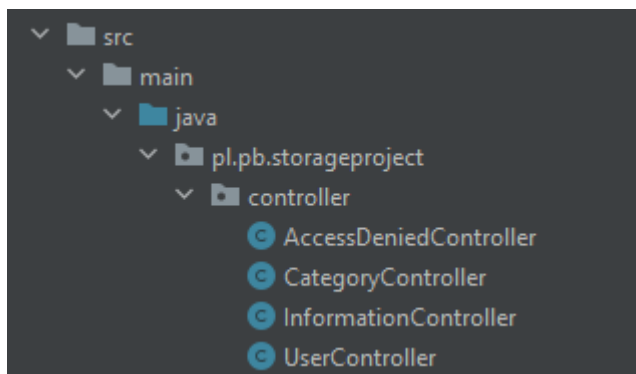 src
main
java
pl.pb.storageproject
controller
C AccessDeniedController
C CategoryController
C InformationController
C UserController